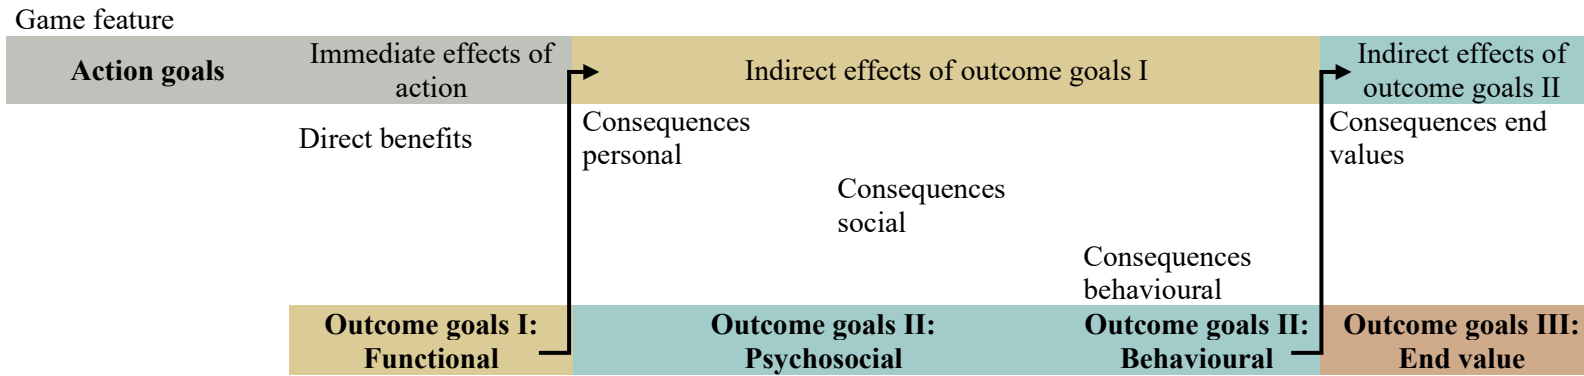 Game feature
Action goals
Immediate effects of
action
Indirect effects of outcome goals I
Indirect effects of
outcome goals II
Direct benefits
Consequences
personal
Consequences
social
Consequences
behavioural
Consequences end
values
Outcome goals I:
Functional
Outcome goals II:
Psychosocial
Outcome goals II:
Behavioural
Outcome goals III:
End value